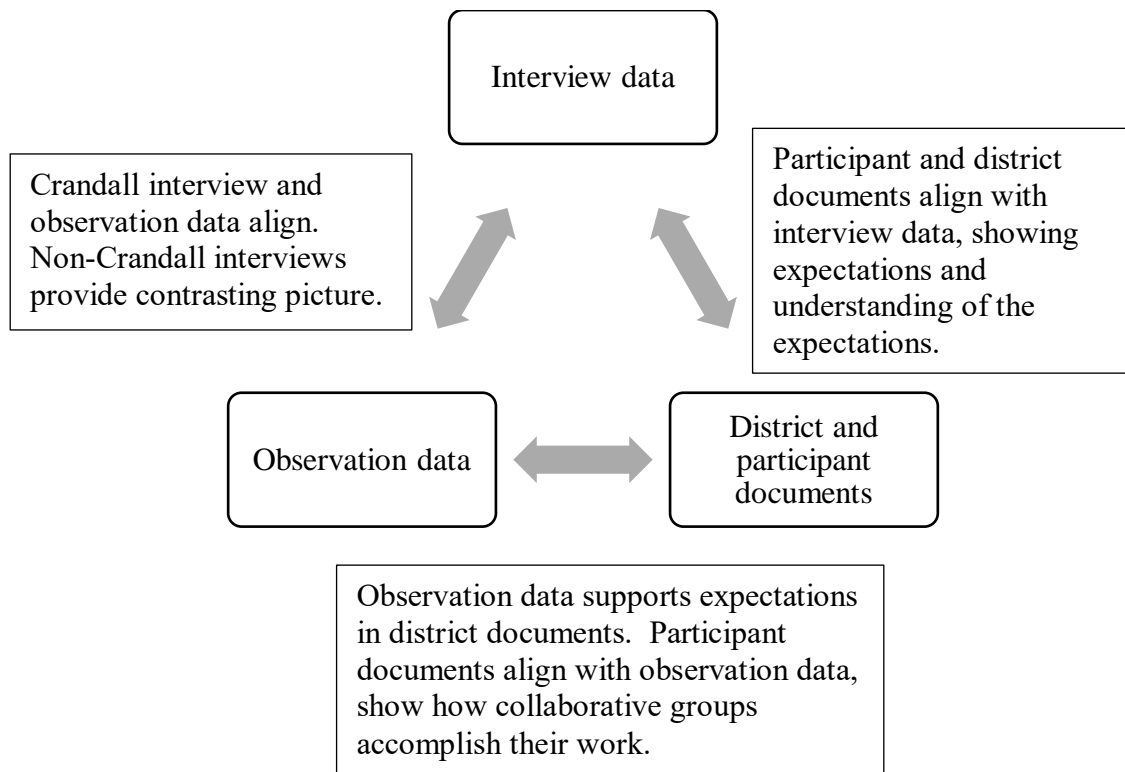 Interview data
Crandall interview and
observation data align.
Non-Crandall interviews
provide contrasting picture.
Participant and district
documents align with
interview data, showing
expectations and
understanding of the
expectations.
Observation data
District and
participant
documents
Observation data supports expectations
in district documents.  Participant
documents align with observation data,
show how collaborative groups
accomplish their work.